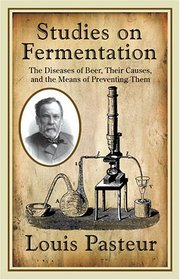 Studies on
Fermentation
The Diseases of Beer, Their Causes,
and the Means of Preventing Them
Louis Pasteur